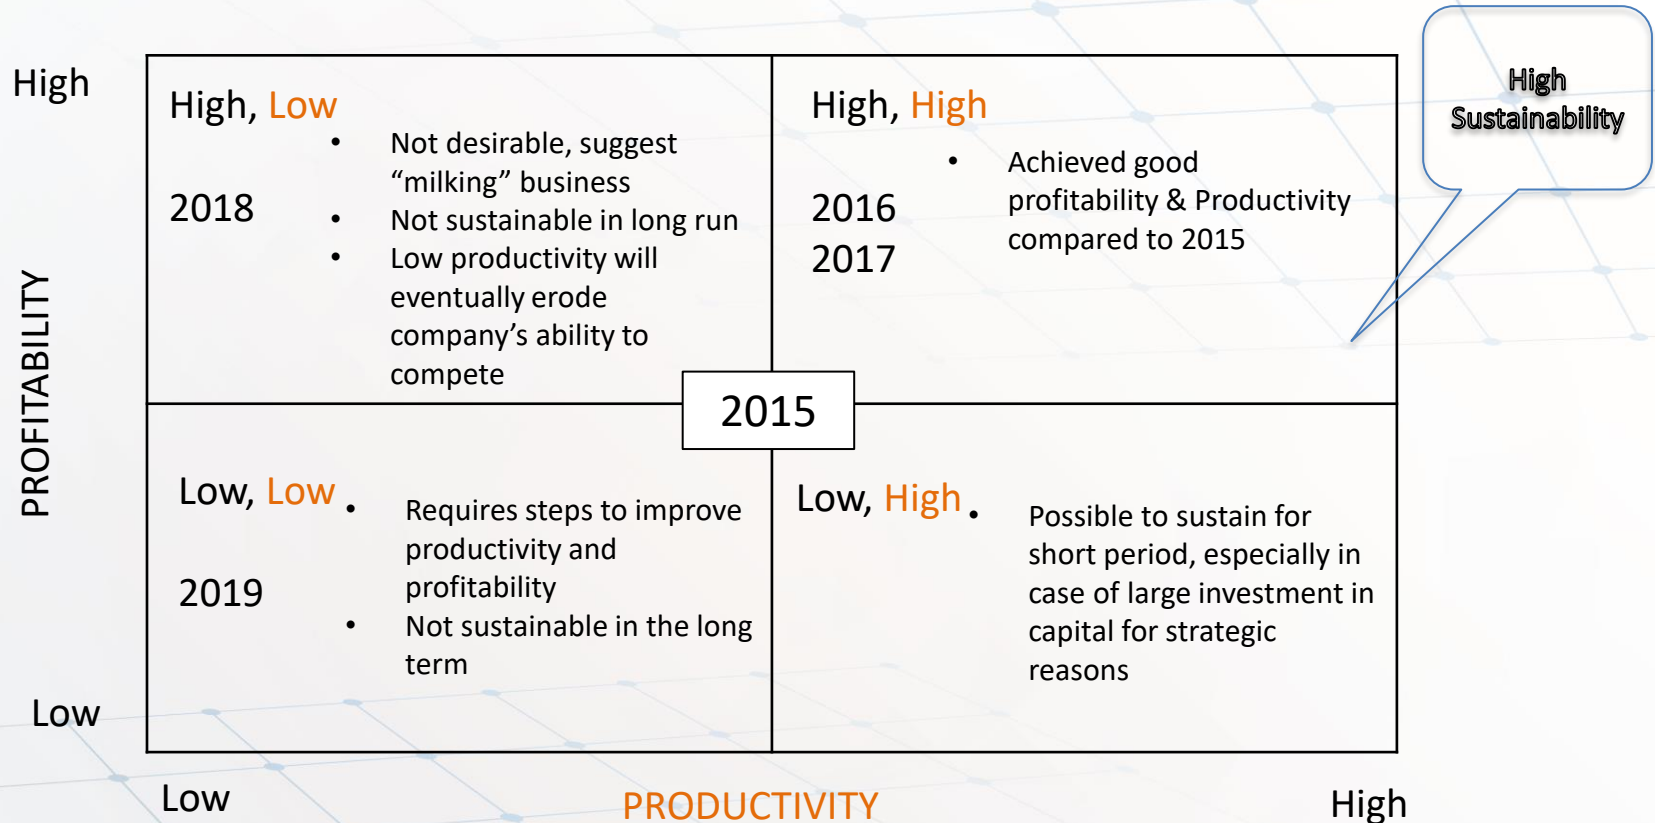 High
Sustainability
High
PROFITABILITY
Low
High, Low
2018
• Not desirable, suggest
“milking” business
• Not sustainable in long run
• Low productivity will
eventually erode
company’s ability to
compete
High, High
2016
2017
• Achieved good
profitability & Productivity
compared to 2015
2015
Low, Low
2019
• Requires steps to improve
productivity and
profitability
• Not sustainable in the long
term
Low, High
• Possible to sustain for
short period, especially in
case of large investment in
capital for strategic
reasons
Low
PRODUCTIVITY
High